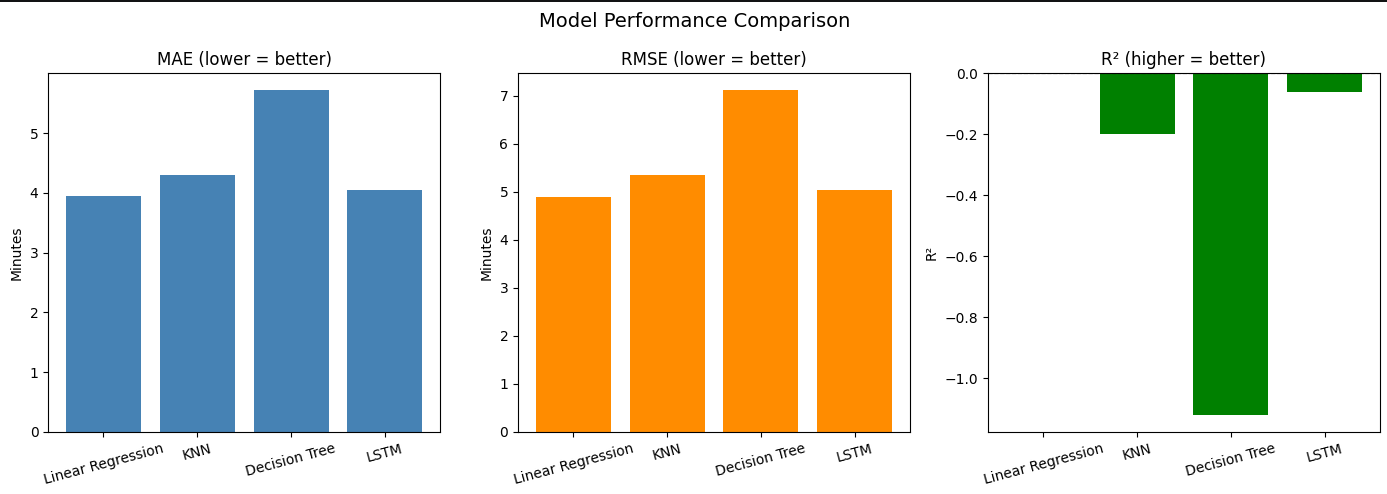 Model Performance Comparison
MAE (lower = better)
Minutes
5
4
3
2
1
0
Linear Regression
KNN
Decision Tree
LSTM
RMSE (lower = better)
Minutes
7
6
5
4
3
2
1
0
Linear Regression
KNN
Decision Tree
LSTM
R² (higher = better)
R²
0.0
−0.2
−0.4
−0.6
−0.8
−1.0
Linear Regression
KNN
Decision Tree
LSTM